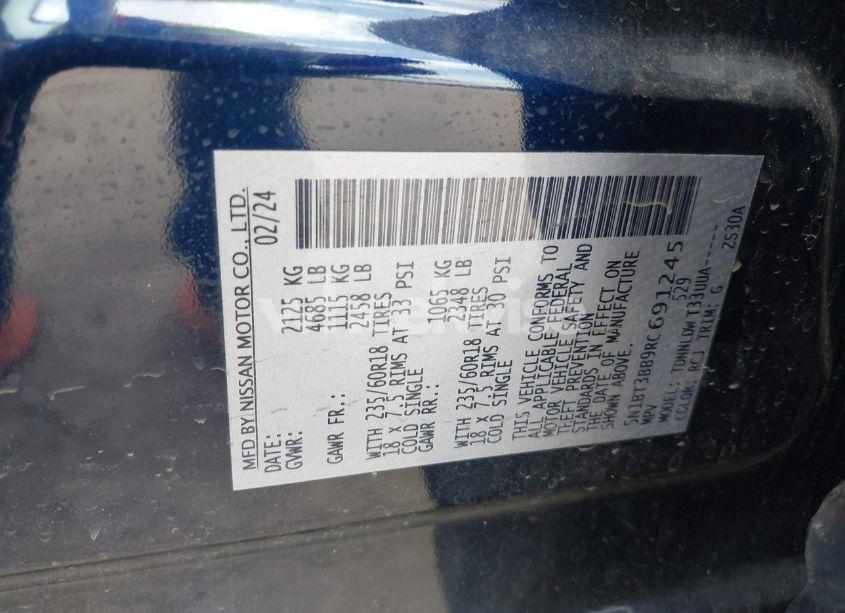 MFD BY NISSAN MOTOR CO., LTD.
DATE: 02/24
GVWR: 2125 KG
4685 LB
GAWR FR.: 1115 KG
2458 LB
WITH 235/60R18 TIRES
18 X 7.5 RIMS AT 33 PSI
COLD SINGLE
GAWR RR.: 1065 KG
2348 LB
WITH 235/60R18 TIRES
18 X 7.5 RIMS AT 30 PSI
COLD SINGLE
THIS VEHICLE CONFORMS TO
ALL APPLICABLE FEDERAL
MOTOR VEHICLE SAFETY AND
THEFT PREVENTION
STANDARDS IN EFFECT ON
THE DATE OF MANUFACTURE
SHOWN ABOVE.
5N1BT3BB9RC691245
MPV 529
MODEL: T33UUA------
COLOR: RCJ TRIM: G ZS30A